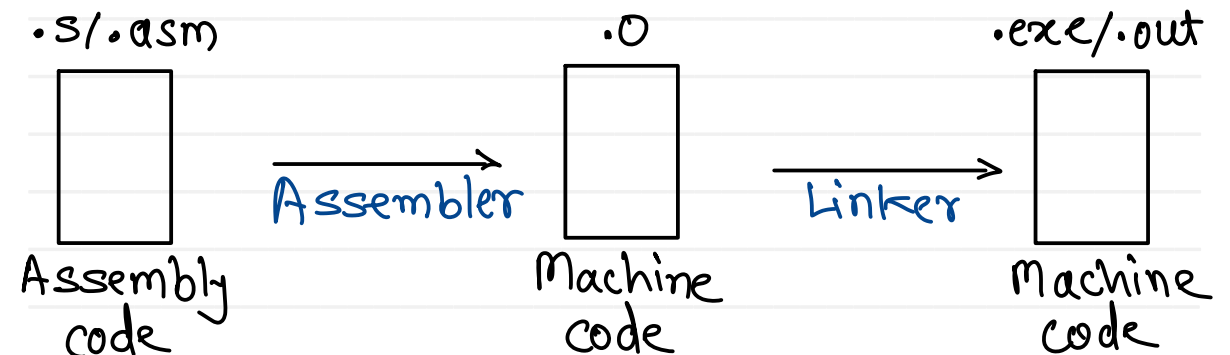 .s/.asm
.o
.exe/.out
Assembler
Linker
Assembly
code
Machine
code
Machine
code